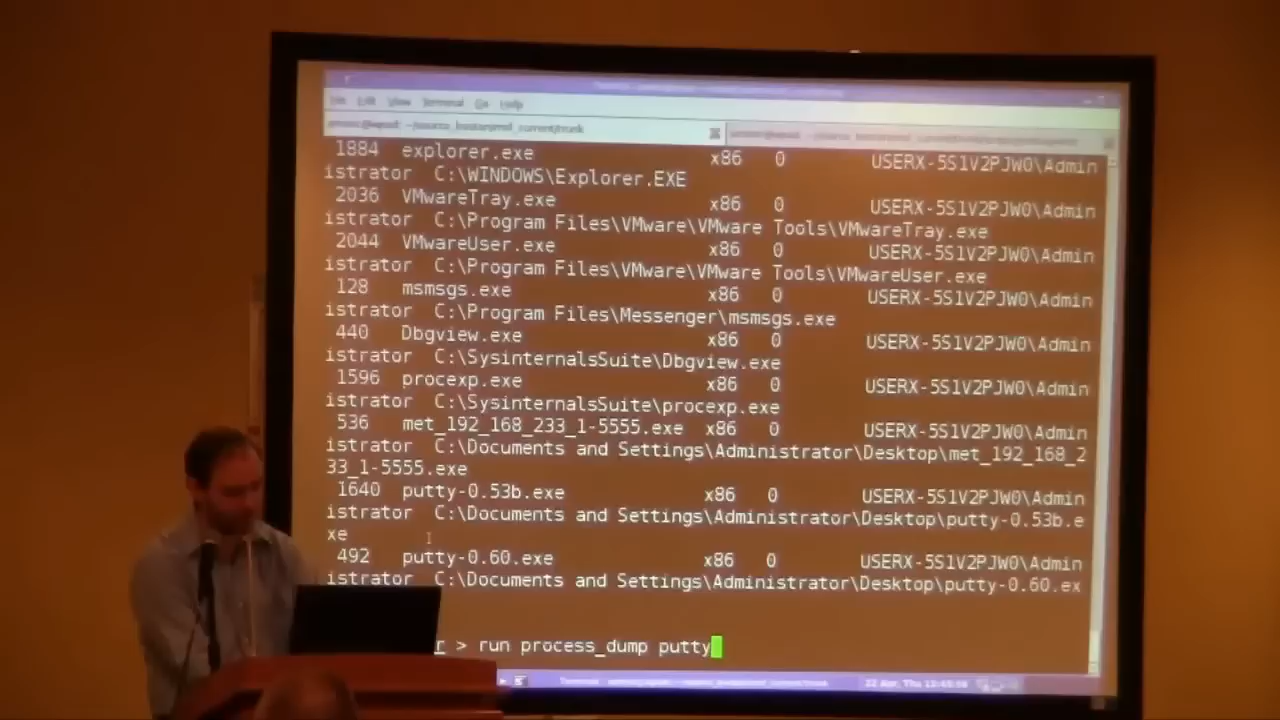 Edit View Terminal Go Help
1884 explorer.exe x86 0 USERX-5S1V2PJW0\Admin
istrator C:\WINDOWS\Explorer.EXE
2036 VMwareTray.exe x86 0 USERX-5S1V2PJW0\Admin
istrator C:\Program Files\VMware\VMware Tools\VMwareTray.exe
2044 VMwareUser.exe x86 0 USERX-5S1V2PJW0\Admin
istrator C:\Program Files\VMware\VMware Tools\VMwareUser.exe
128 msmsgs.exe x86 0 USERX-5S1V2PJW0\Admin
istrator C:\Program Files\Messenger\msmsgs.exe
440 Dbgview.exe x86 0 USERX-5S1V2PJW0\Admin
istrator C:\SysinternalsSuite\Dbgview.exe
1596 procexp.exe x86 0 USERX-5S1V2PJW0\Admin
istrator C:\SysinternalsSuite\procexp.exe
536 met_192_168_233_1-5555.exe x86 0 USERX-5S1V2PJW0\Admin
istrator C:\Documents and Settings\Administrator\Desktop\met_192_168_2
33_1-5555.exe
1640 putty-0.53b.exe x86 0 USERX-5S1V2PJW0\Admin
istrator C:\Documents and Settings\Administrator\Desktop\putty-0.53b.e
xe
492 putty-0.60.exe x86 0 USERX-5S1V2PJW0\Admin
istrator C:\Documents and Settings\Administrator\Desktop\putty-0.60.ex
r > run process_dump putty